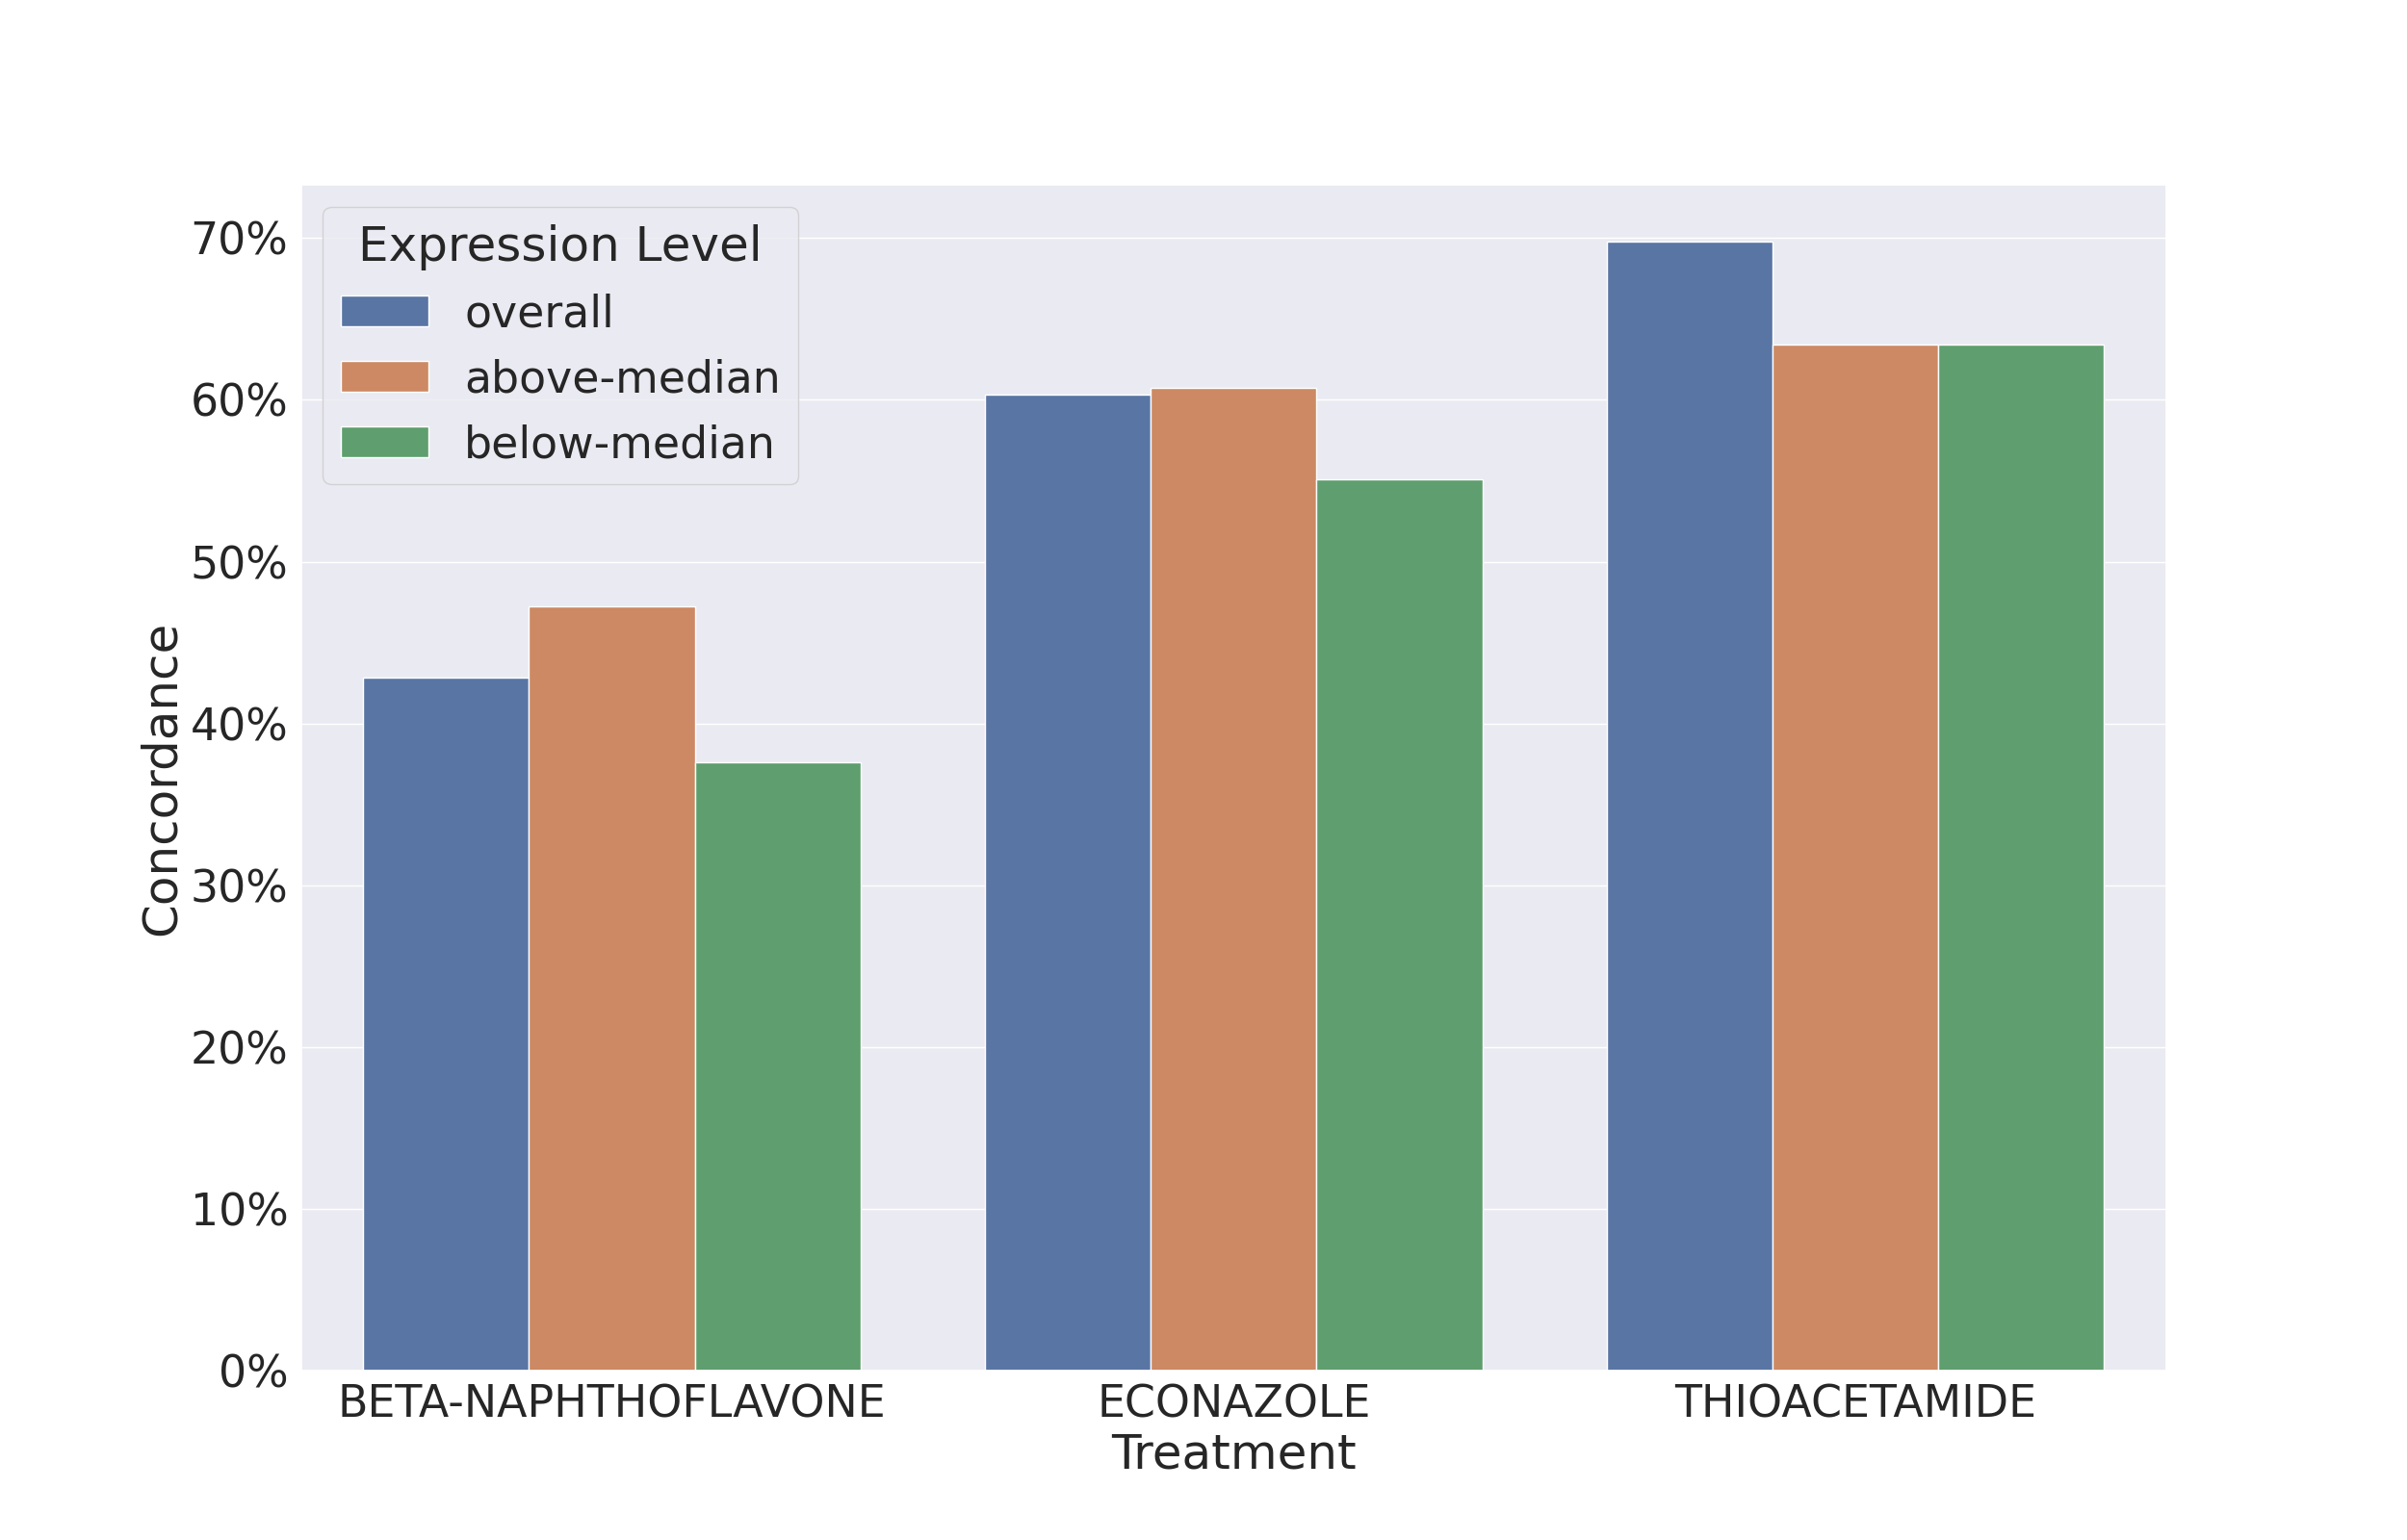 Expression Level
overall
above-median
below-median
70%
60%
50%
40%
30%
20%
10%
0%
Concordance
BETA-NAPHTHOFLAVONE
ECONAZOLE
THIOACETAMIDE
Treatment